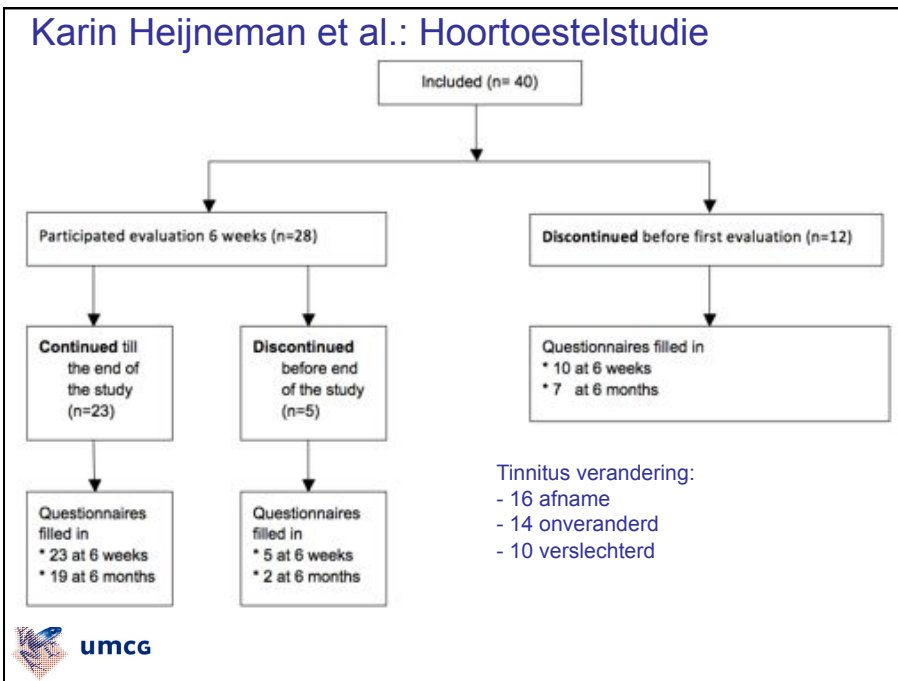 Karin Heijneman et al.: Hoortoestelstudie
Included (n= 40)
Participated evaluation 6 weeks (n=28)
Discontinued before first evaluation (n=12)
Continued till
the end of
the study
(n=23)
Discontinued
before end
of the study
(n=5)
Questionnaires filled in
* 10 at 6 weeks
* 7 at 6 months
Questionnaires
filled in
* 23 at 6 weeks
* 19 at 6 months
Questionnaires
filled in
* 5 at 6 weeks
* 2 at 6 months
Tinnitus verandering:
- 16 afname
- 14 onveranderd
- 10 verslechterd
umcg